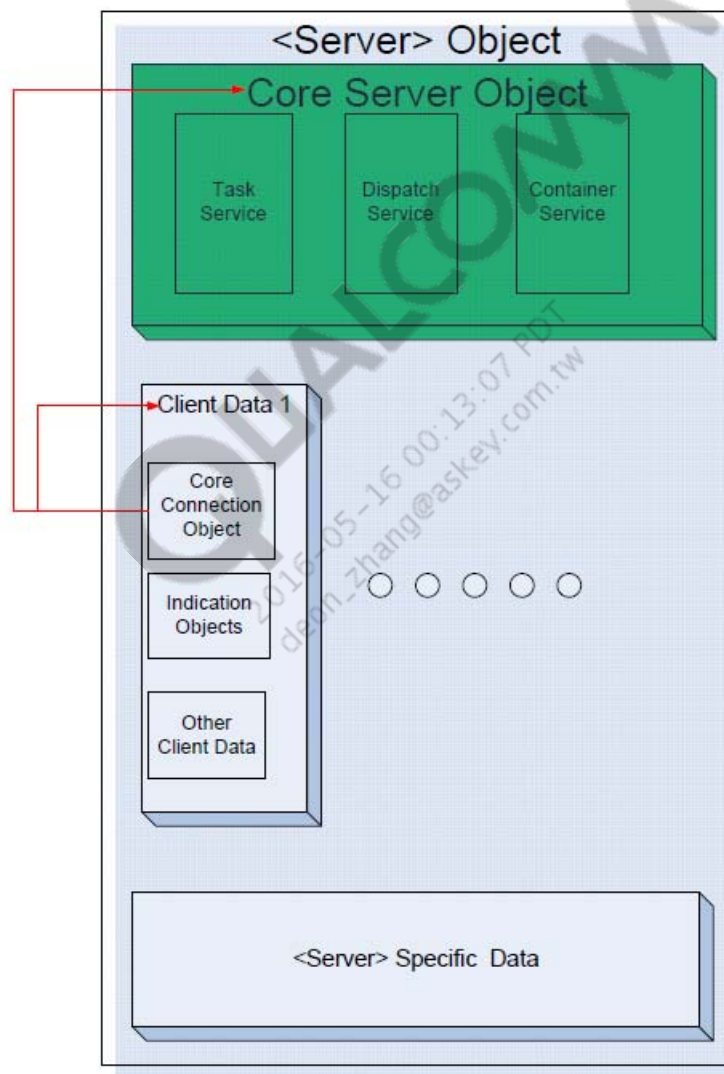 <Server> Object
Core Server Object
Task
Service
Dispatch
Service
Container
Service
Client Data 1
Core
Connection
Object
Indication
Objects
Other
Client Data
<Server> Specific Data
QUALCOMM
2016-05-16 00:13:07 PDT
deon_zhang@askey.com.tw